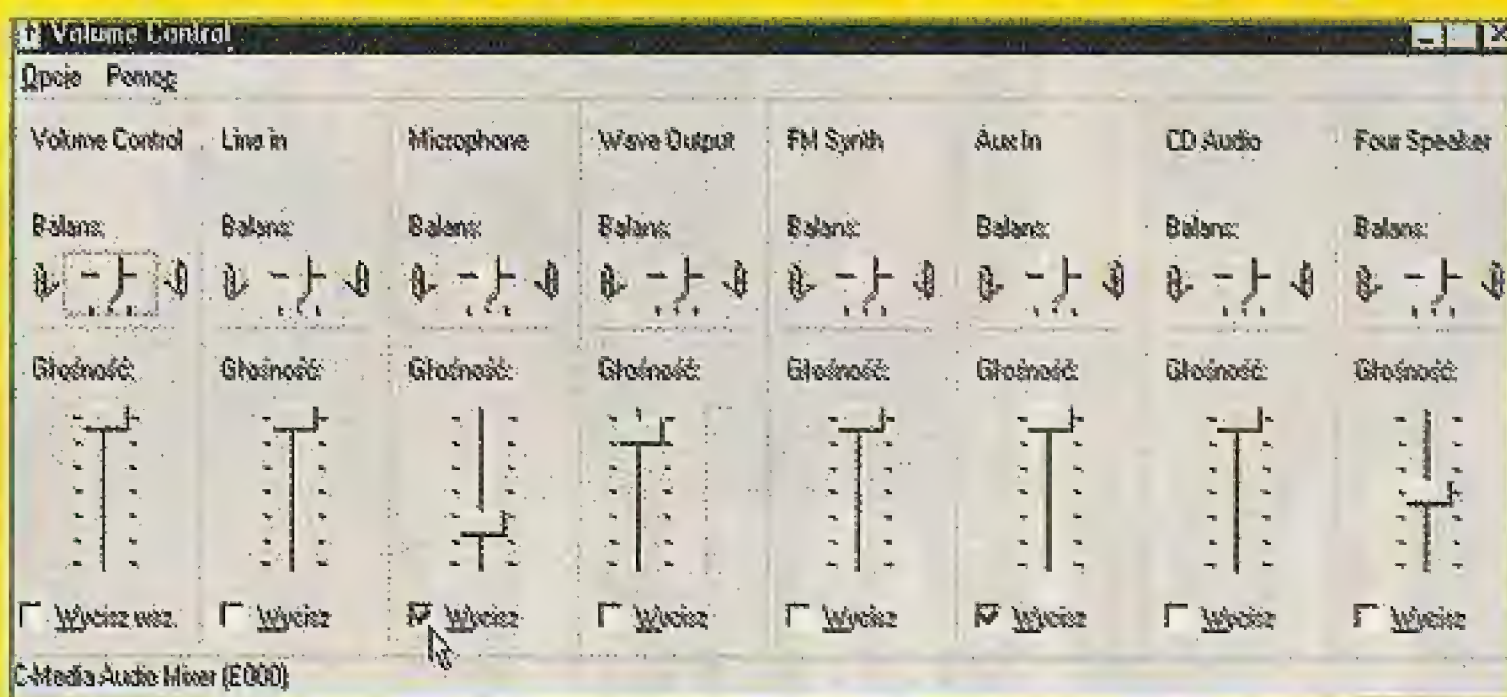 Volume Control
Opcje Pomoc
Volume Control Line in Microphone Wave Output FM Synth Aux In CD Audio Four Speaker
Balans: Balans: Balans: Balans: Balans: Balans: Balans: Balans:
Głośność: Głośność: Głośność: Głośność: Głośność: Głośność: Głośność: Głośność:
Wycisz wsz. Wycisz Wycisz Wycisz Wycisz Wycisz Wycisz Wycisz
C-Media Audio Mixer (E000)